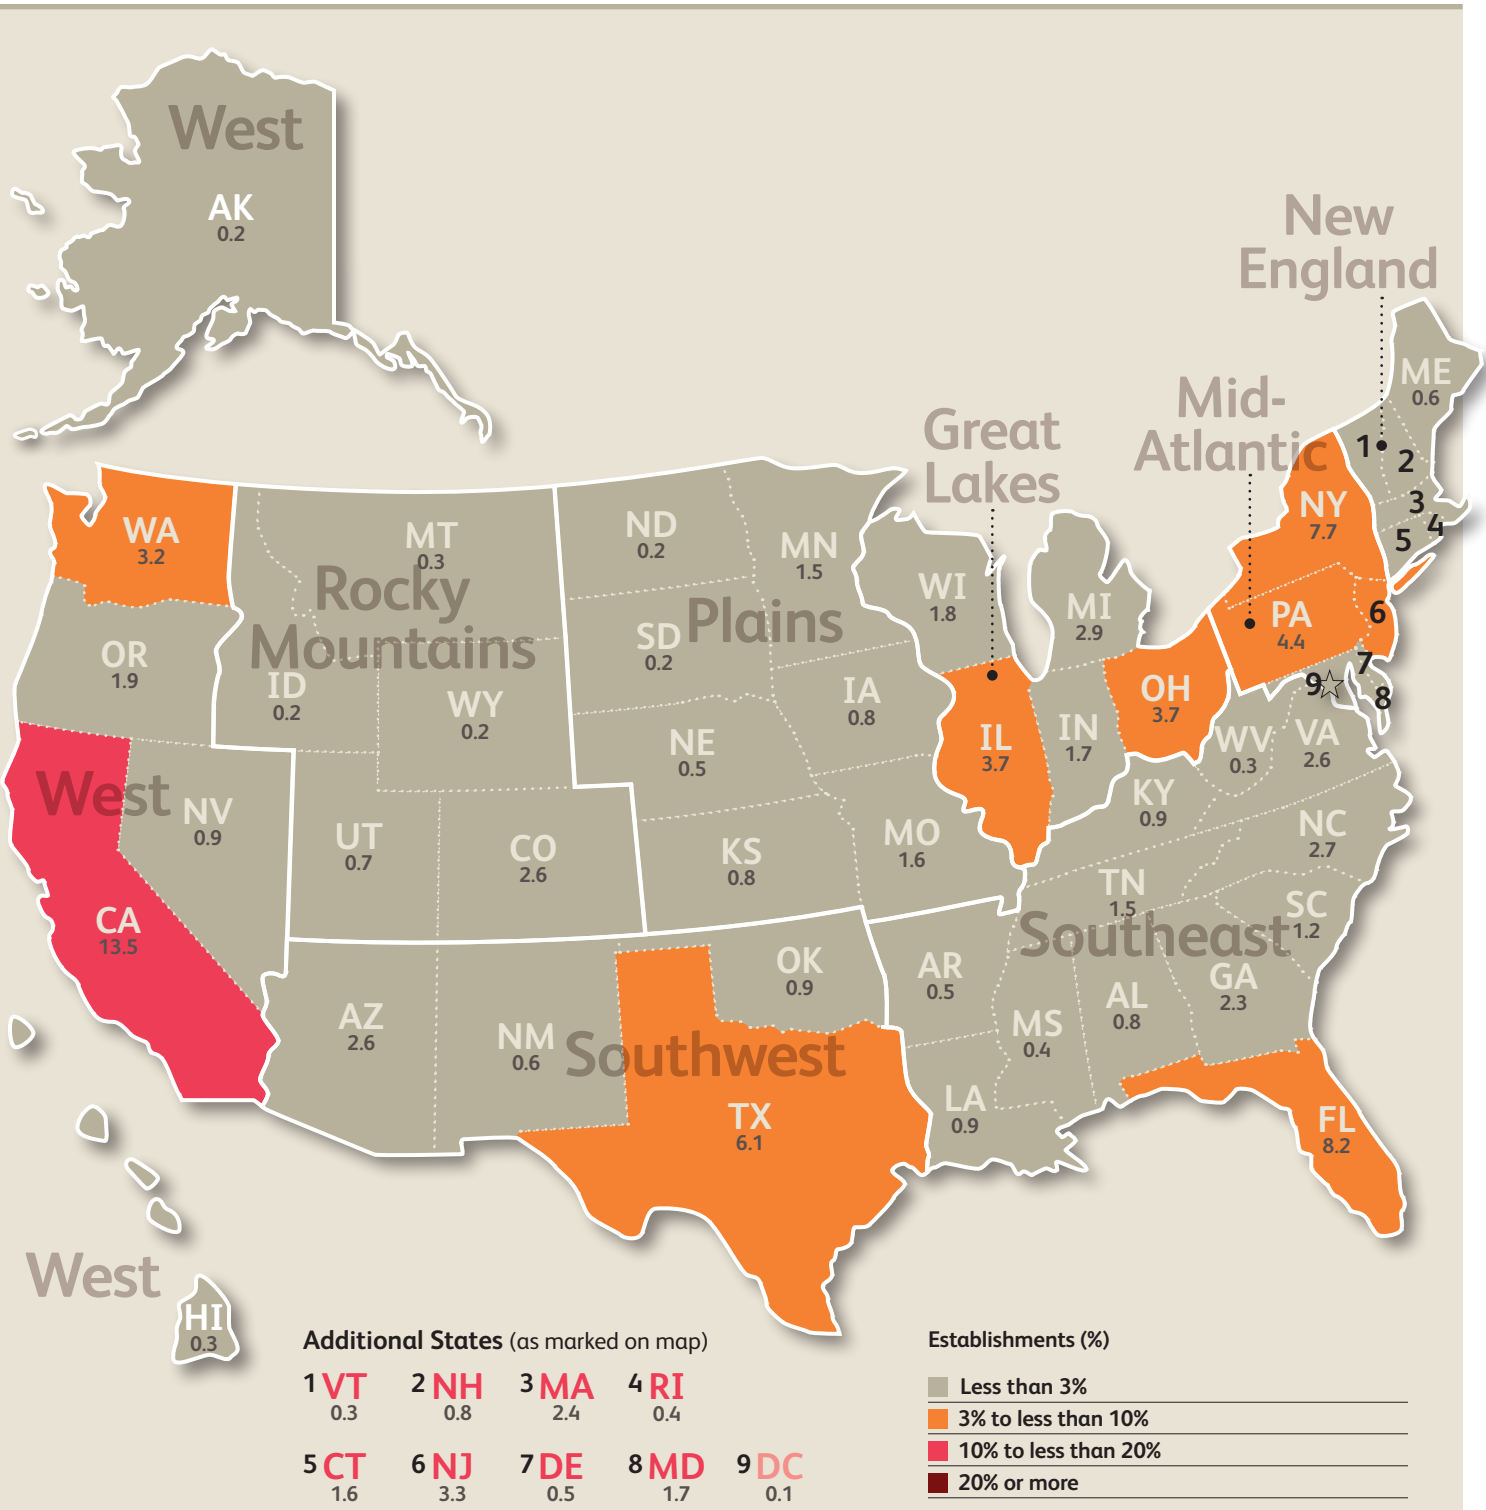 West
AK
0.2
New
England
ME
0.6
Mid-
Atlantic
Great
Lakes
1
2
3
4
5
NY
7.7
WA
3.2
MT
0.3
ND
0.2
MN
1.5
WI
1.8
MI
2.9
PA
4.4
6
Rocky
Mountains
Plains
OR
1.9
ID
0.2
WY
0.2
SD
0.2
IA
0.8
NE
0.5
IL
3.7
IN
1.7
OH
3.7
7
9
8
WV
0.3
VA
2.6
West
NV
0.9
UT
0.7
CO
2.6
KS
0.8
MO
1.6
KY
0.9
NC
2.7
TN
1.5
SC
1.2
Southeast
CA
13.5
AZ
2.6
NM
0.6
OK
0.9
AR
0.5
MS
0.4
AL
0.8
GA
2.3
Southwest
TX
6.1
LA
0.9
FL
8.2
West
HI
0.3
Additional States (as marked on map)
1 VT 2 NH 3 MA 4 RI
0.3 0.8 2.4 0.4
5 CT 6 NJ 7 DE 8 MD 9 DC
1.6 3.3 0.5 1.7 0.1
Establishments (%)
Less than 3%
3% to less than 10%
10% to less than 20%
20% or more